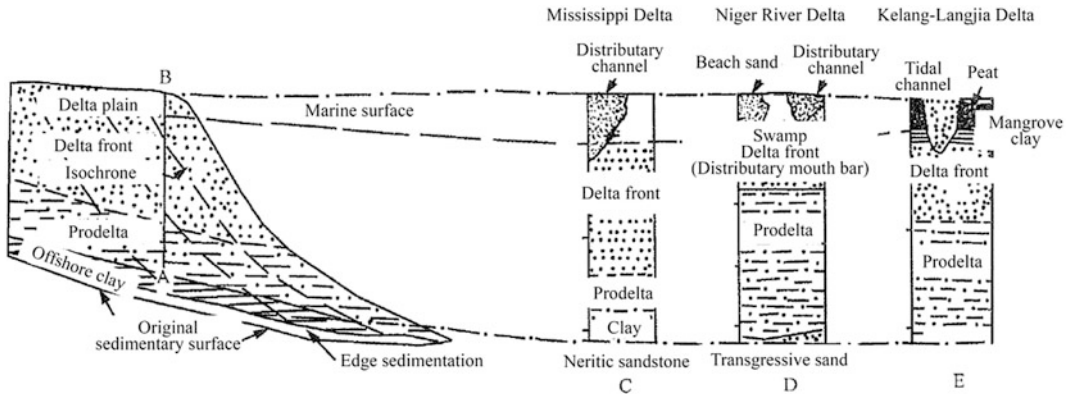 Mississippi Delta
Niger River Delta
Kelang-Langjia Delta
B
Delta plain
Delta front
Isochrone
Prodelta
Offshore clay
A
Original
sedimentary surface
Edge sedimentation
Marine surface
Distributary
channel
Delta front
Prodelta
Clay
Neritic sandstone
C
Beach sand
Distributary
channel
Swamp
Delta front
(Distributary mouth bar)
Prodelta
Transgressive sand
D
Tidal
channel
Peat
Mangrove
clay
Delta front
Prodelta
E